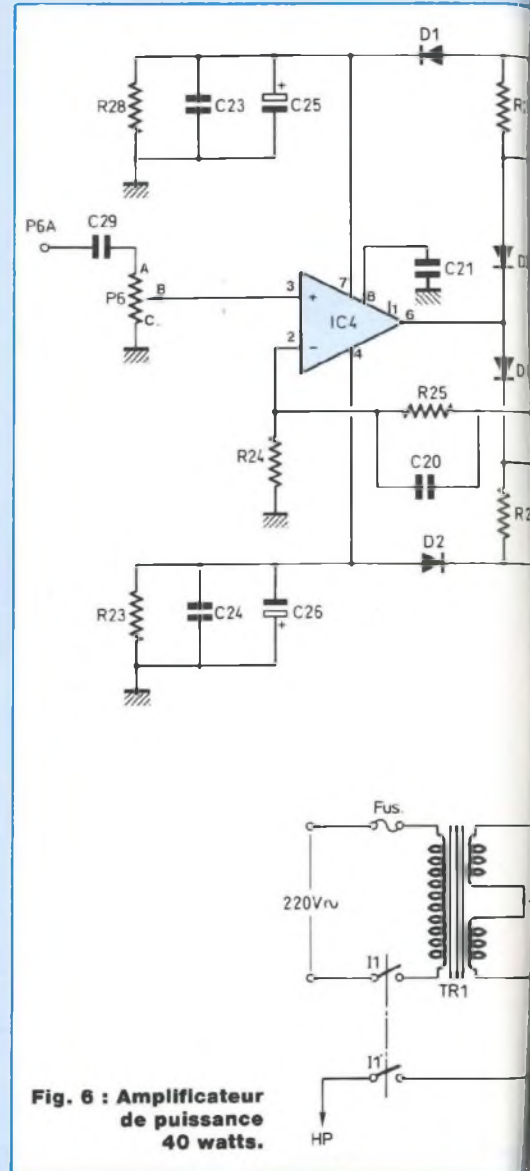 D1
R28
C23
+
C25
P6A
C29
A
P6
B
C
3
+
7
8
C21
IC4
1
6
2
-
4
R25
R24
C20
D2
R23
C24
C26
+
Fus.
220V~
I1
TR1
I1'
HP
Fig. 6 : Amplificateur
de puissance
40 watts.